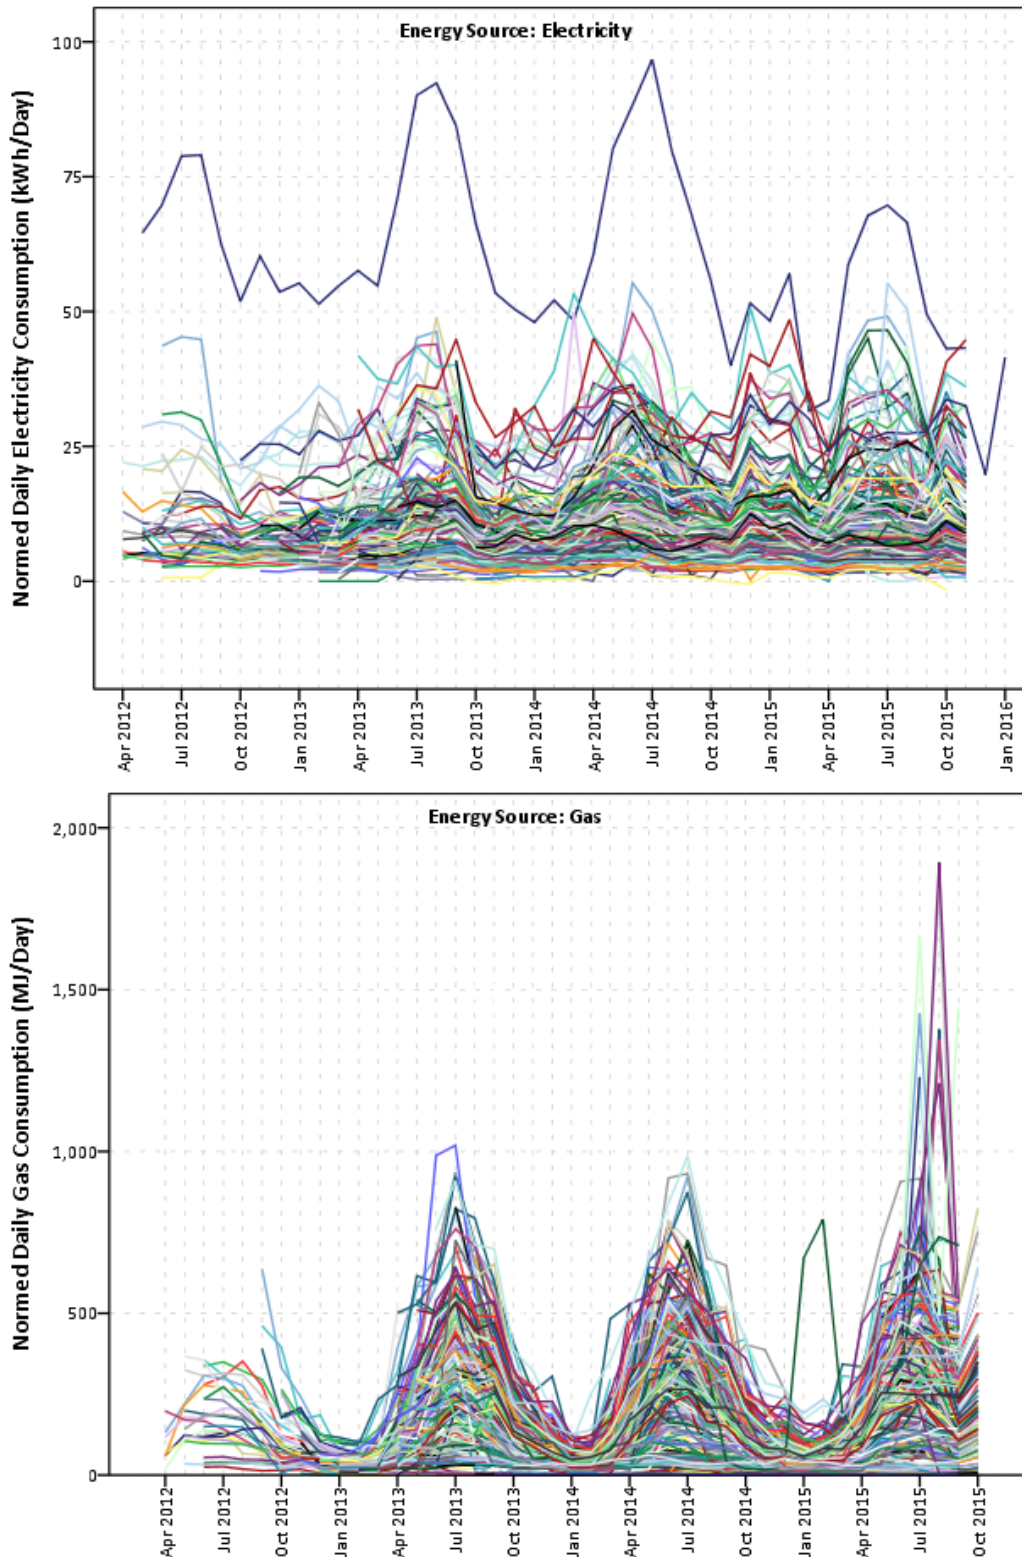 Energy Source: Electricity
Normed Daily Electricity Consumption (kWh/Day)
100
75
50
25
0
Apr 2012
Jul 2012
Oct 2012
Jan 2013
Apr 2013
Jul 2013
Oct 2013
Jan 2014
Apr 2014
Jul 2014
Oct 2014
Jan 2015
Apr 2015
Jul 2015
Oct 2015
Jan 2016
Energy Source: Gas
Normed Daily Gas Consumption (MJ/Day)
2,000
1,500
1,000
500
0
Apr 2012
Jul 2012
Oct 2012
Jan 2013
Apr 2013
Jul 2013
Oct 2013
Jan 2014
Apr 2014
Jul 2014
Oct 2014
Jan 2015
Apr 2015
Jul 2015
Oct 2015